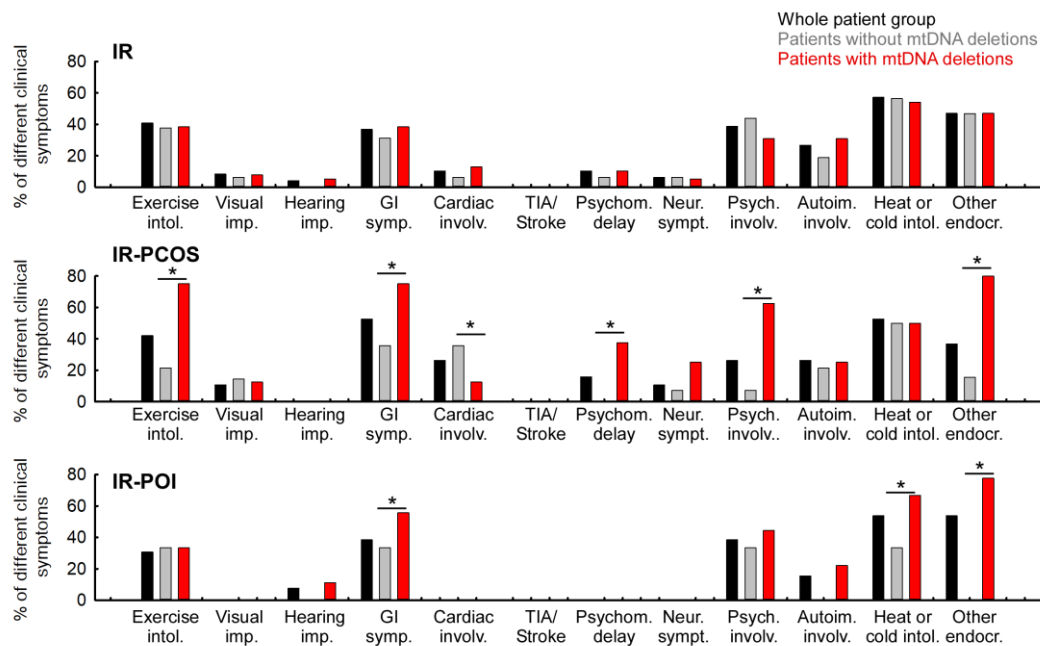 Whole patient group
Patients without mtDNA deletions
Patients with mtDNA deletions
IR
% of different clinical
symptoms
80
60
40
20
0
Exercise Visual Hearing GI Cardiac TIA/ Psychom. Neur. Psych. Autoim. Heat or Other
intol. imp. imp. symp. involv. Stroke delay sympt. involv. involv. cold intol. endocr.
IR-PCOS
% of different clinical
symptoms
80
60
40
20
0
* * * * * *
Exercise Visual Hearing GI Cardiac TIA/ Psychom. Neur. Psych. Autoim. Heat or Other
intol. imp. imp. symp. involv. Stroke delay sympt. involv.. involv. cold intol. endocr.
IR-POI
% of different clinical
symptoms
80
60
40
20
0
* * *
Exercise Visual Hearing GI Cardiac TIA/ Psychom. Neur. Psych. Autoim. Heat or Other
intol. imp. imp. symp. involv. Stroke delay sympt. involv. involv. cold intol. endocr.